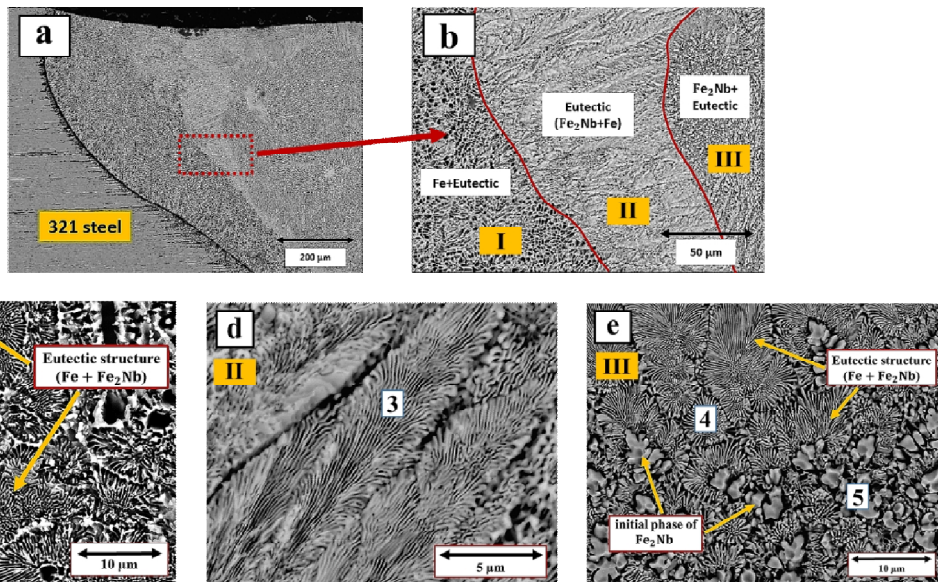 a
321 steel
200 μm
b
Eutectic
(Fe₂Nb+Fe)
Fe₂Nb+
Eutectic
III
Fe+Eutectic
II
I
50 μm
Eutectic structure
(Fe + Fe₂Nb)
10 μm
d
II
3
5 μm
e
III
Eutectic structure
(Fe + Fe₂Nb)
4
5
initial phase of
Fe₂Nb
10 μm